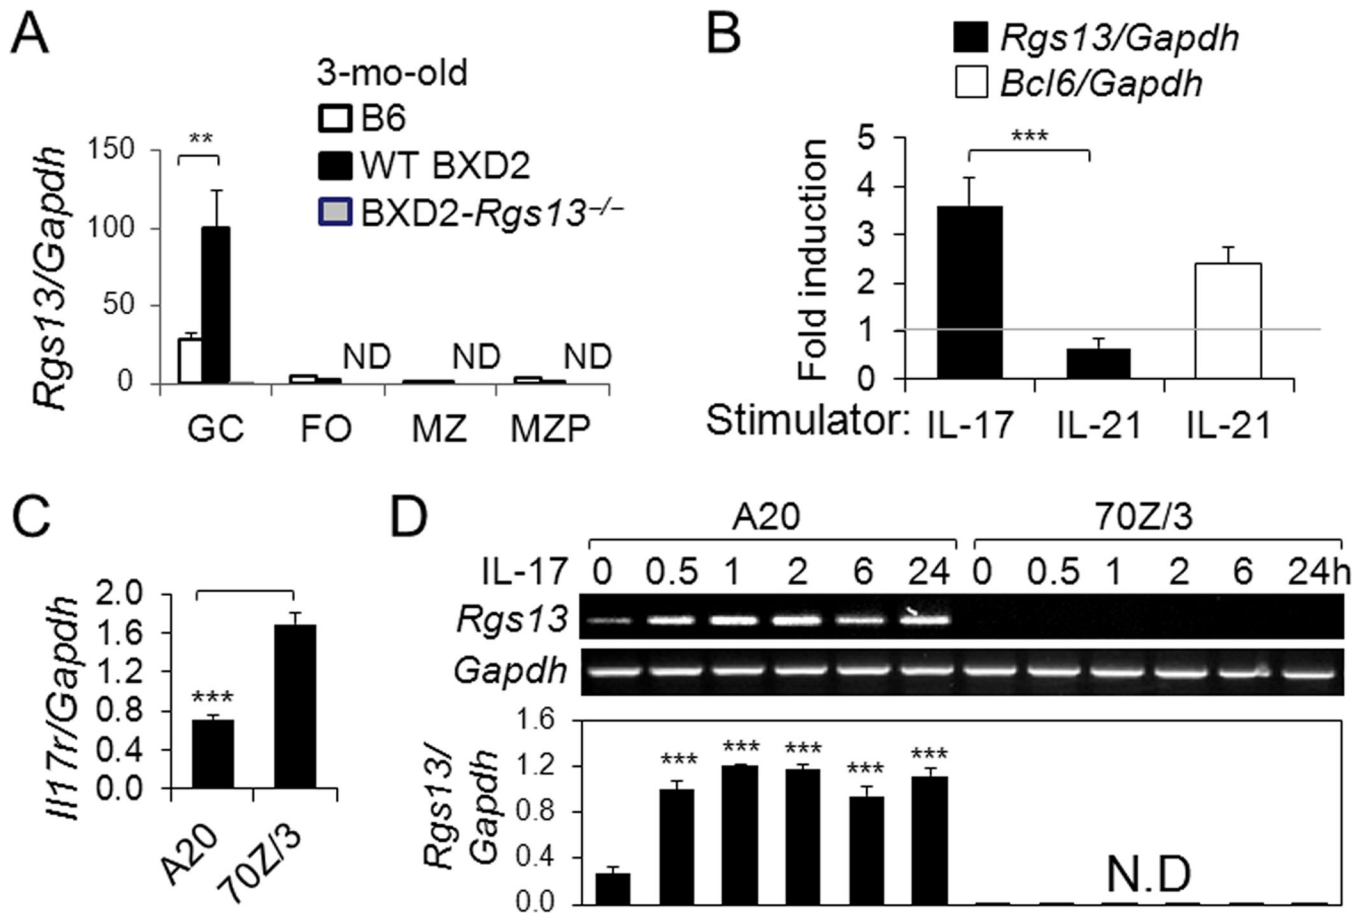 A
3-mo-old
B6
WT BXD2
BXD2-Rgs13−/−
Rgs13/Gapdh
150
100
50
0
**
ND ND ND
GC FO MZ MZP
B
Rgs13/Gapdh
Bcl6/Gapdh
Fold induction
5
4
3
2
1
0
***
Stimulator: IL-17 IL-21 IL-21
C
Il17r/Gapdh
2.0
1.6
1.2
0.8
0.4
0.0
***
A20 70Z/3
D
A20 70Z/3
IL-17 0 0.5 1 2 6 24 0 0.5 1 2 6 24h
Rgs13
Gapdh
Rgs13/
Gapdh
1.6
1.2
0.8
0.4
0.0
*** *** *** *** ***
N.D